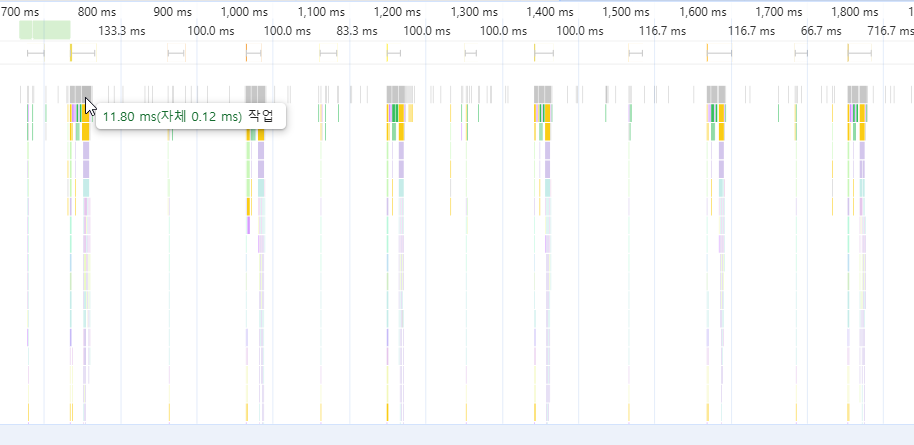 700 ms 800 ms 900 ms 1,000 ms 1,100 ms 1,200 ms 1,300 ms 1,400 ms 1,500 ms 1,600 ms 1,700 ms 1,800 ms
133.3 ms 100.0 ms 100.0 ms 83.3 ms 100.0 ms 100.0 ms 100.0 ms 116.7 ms 116.7 ms 66.7 ms 716.7 ms
11.80 ms(자체 0.12 ms) 작업